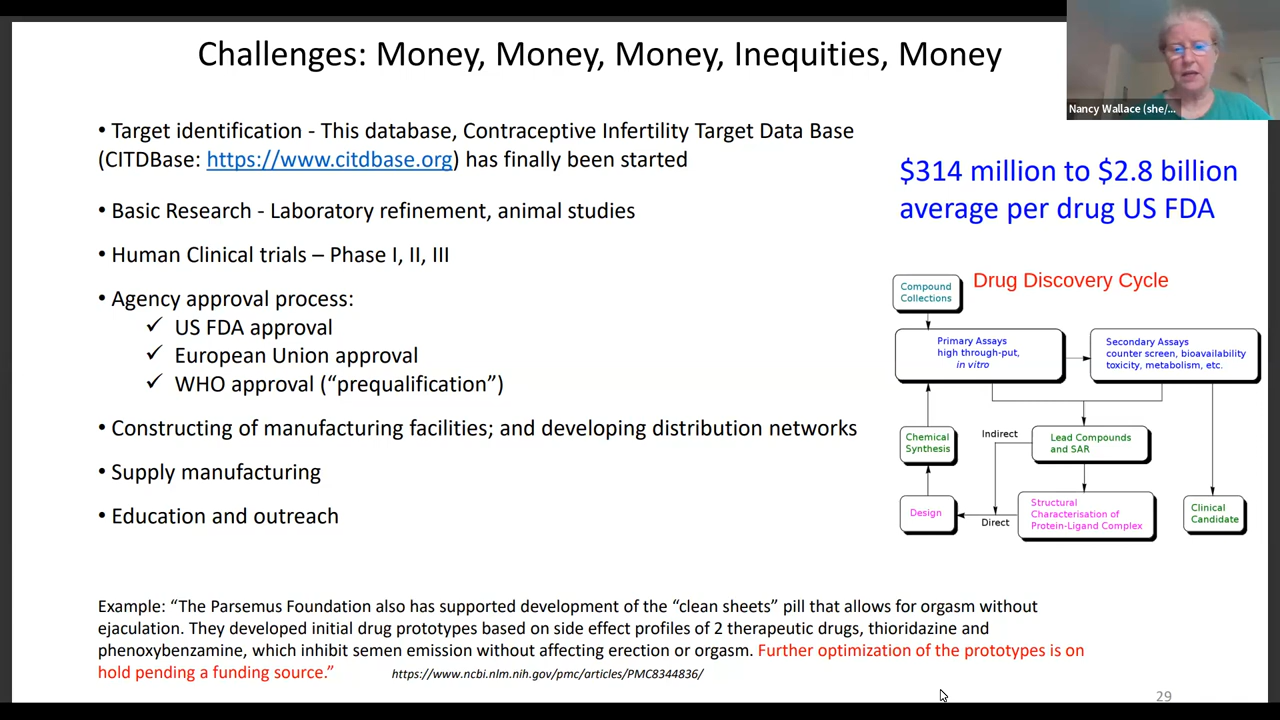 Challenges: Money, Money, Money, Inequities, Money
Nancy Wallace (she/...
• Target identification - This database, Contraceptive Infertility Target Data Base
(CITDBase: https://www.citdbase.org) has finally been started
• Basic Research - Laboratory refinement, animal studies
• Human Clinical trials – Phase I, II, III
• Agency approval process:
✓ US FDA approval
✓ European Union approval
✓ WHO approval (“prequalification”)
• Constructing of manufacturing facilities; and developing distribution networks
• Supply manufacturing
• Education and outreach
$314 million to $2.8 billion
average per drug US FDA
Drug Discovery Cycle
Compound
Collections
Primary Assays
high through-put,
in vitro
Secondary Assays
counter screen, bioavailability
toxicity, metabolism, etc.
Chemical
Synthesis
Indirect
Lead Compounds
and SAR
Design
Direct
Structural
Characterisation of
Protein-Ligand Complex
Clinical
Candidate
Example: “The Parsemus Foundation also has supported development of the “clean sheets” pill that allows for orgasm without
ejaculation. They developed initial drug prototypes based on side effect profiles of 2 therapeutic drugs, thioridazine and
phenoxybenzamine, which inhibit semen emission without affecting erection or orgasm. Further optimization of the prototypes is on
hold pending a funding source.” https://www.ncbi.nlm.nih.gov/pmc/articles/PMC8344836/
29